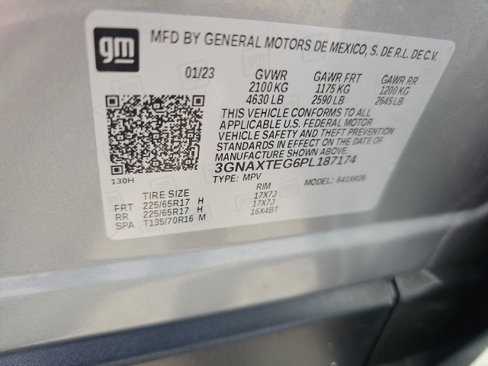 gm
MFD BY GENERAL MOTORS DE MEXICO, S. DE R.L. DE C.V.
01/23 GVWR GAWR FRT GAWR RR
2100 KG 1175 KG 1200 KG
4630 LB 2590 LB 2645 LB
THIS VEHICLE CONFORMS TO ALL
APPLICABLE U.S. FEDERAL MOTOR
VEHICLE SAFETY AND THEFT PREVENTION
STANDARDS IN EFFECT ON THE DATE OF
MANUFACTURE SHOWN ABOVE.
3GNAXTEG6PL187174
TYPE: MPV MODEL:
130H
TIRE SIZE RIM
FRT 225/65R17 H 17X7J
RR 225/65R17 H 17X7J
SPA T135/70R16 M 16X4BT